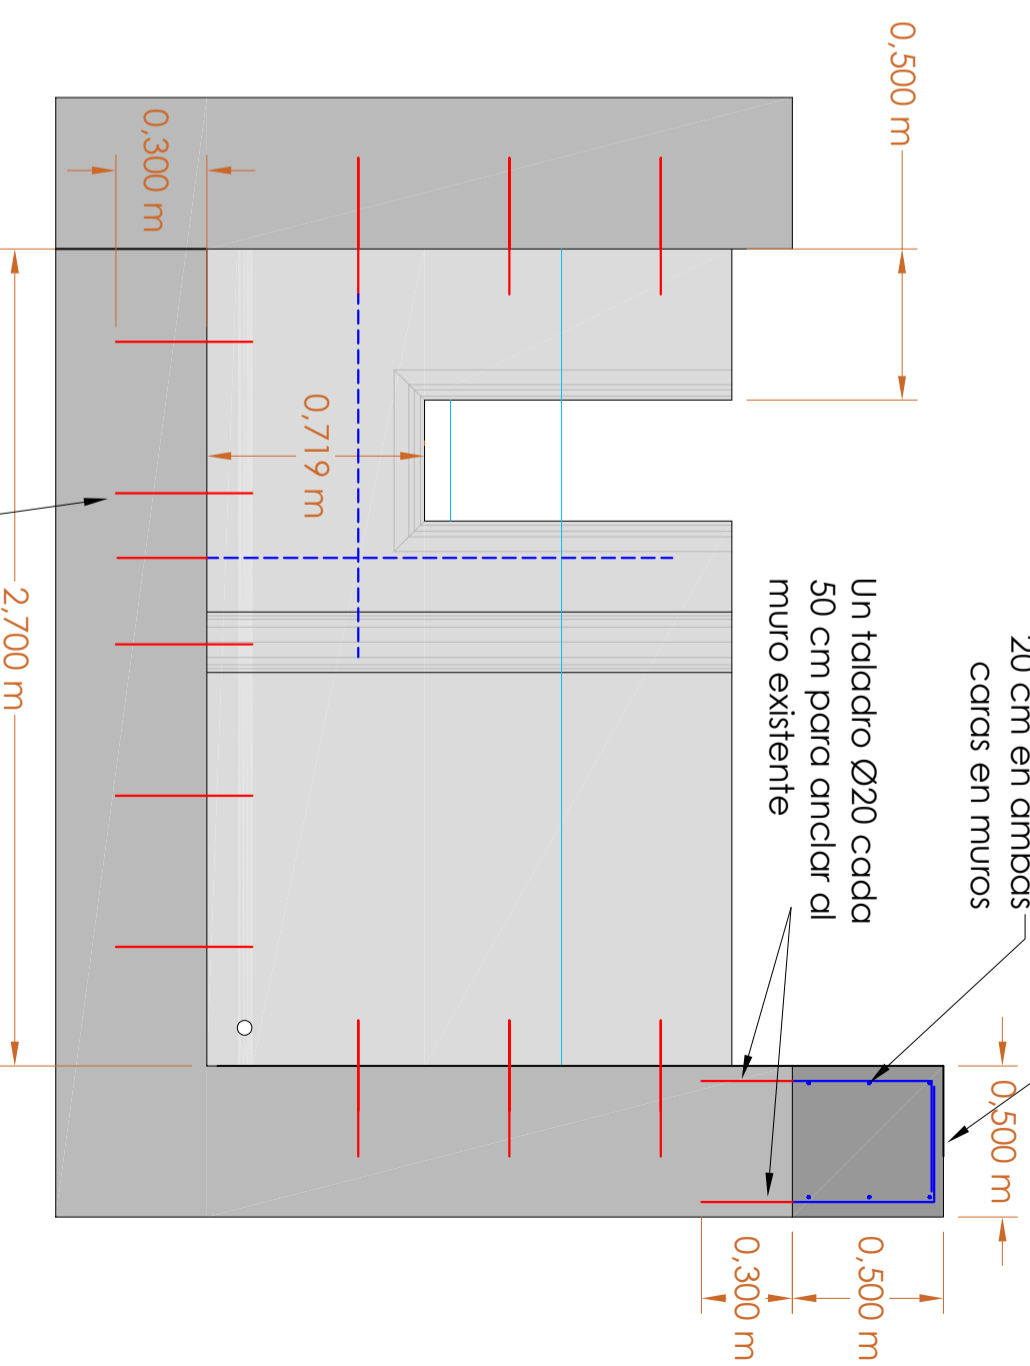 20 cm en ambas
caras en muros
0,500 m
Un taladro Ø20 cada
50 cm para anclar al
muro existente
0,500 m
0,300 m
0,719 m
0,500 m
0,300 m
2,700 m